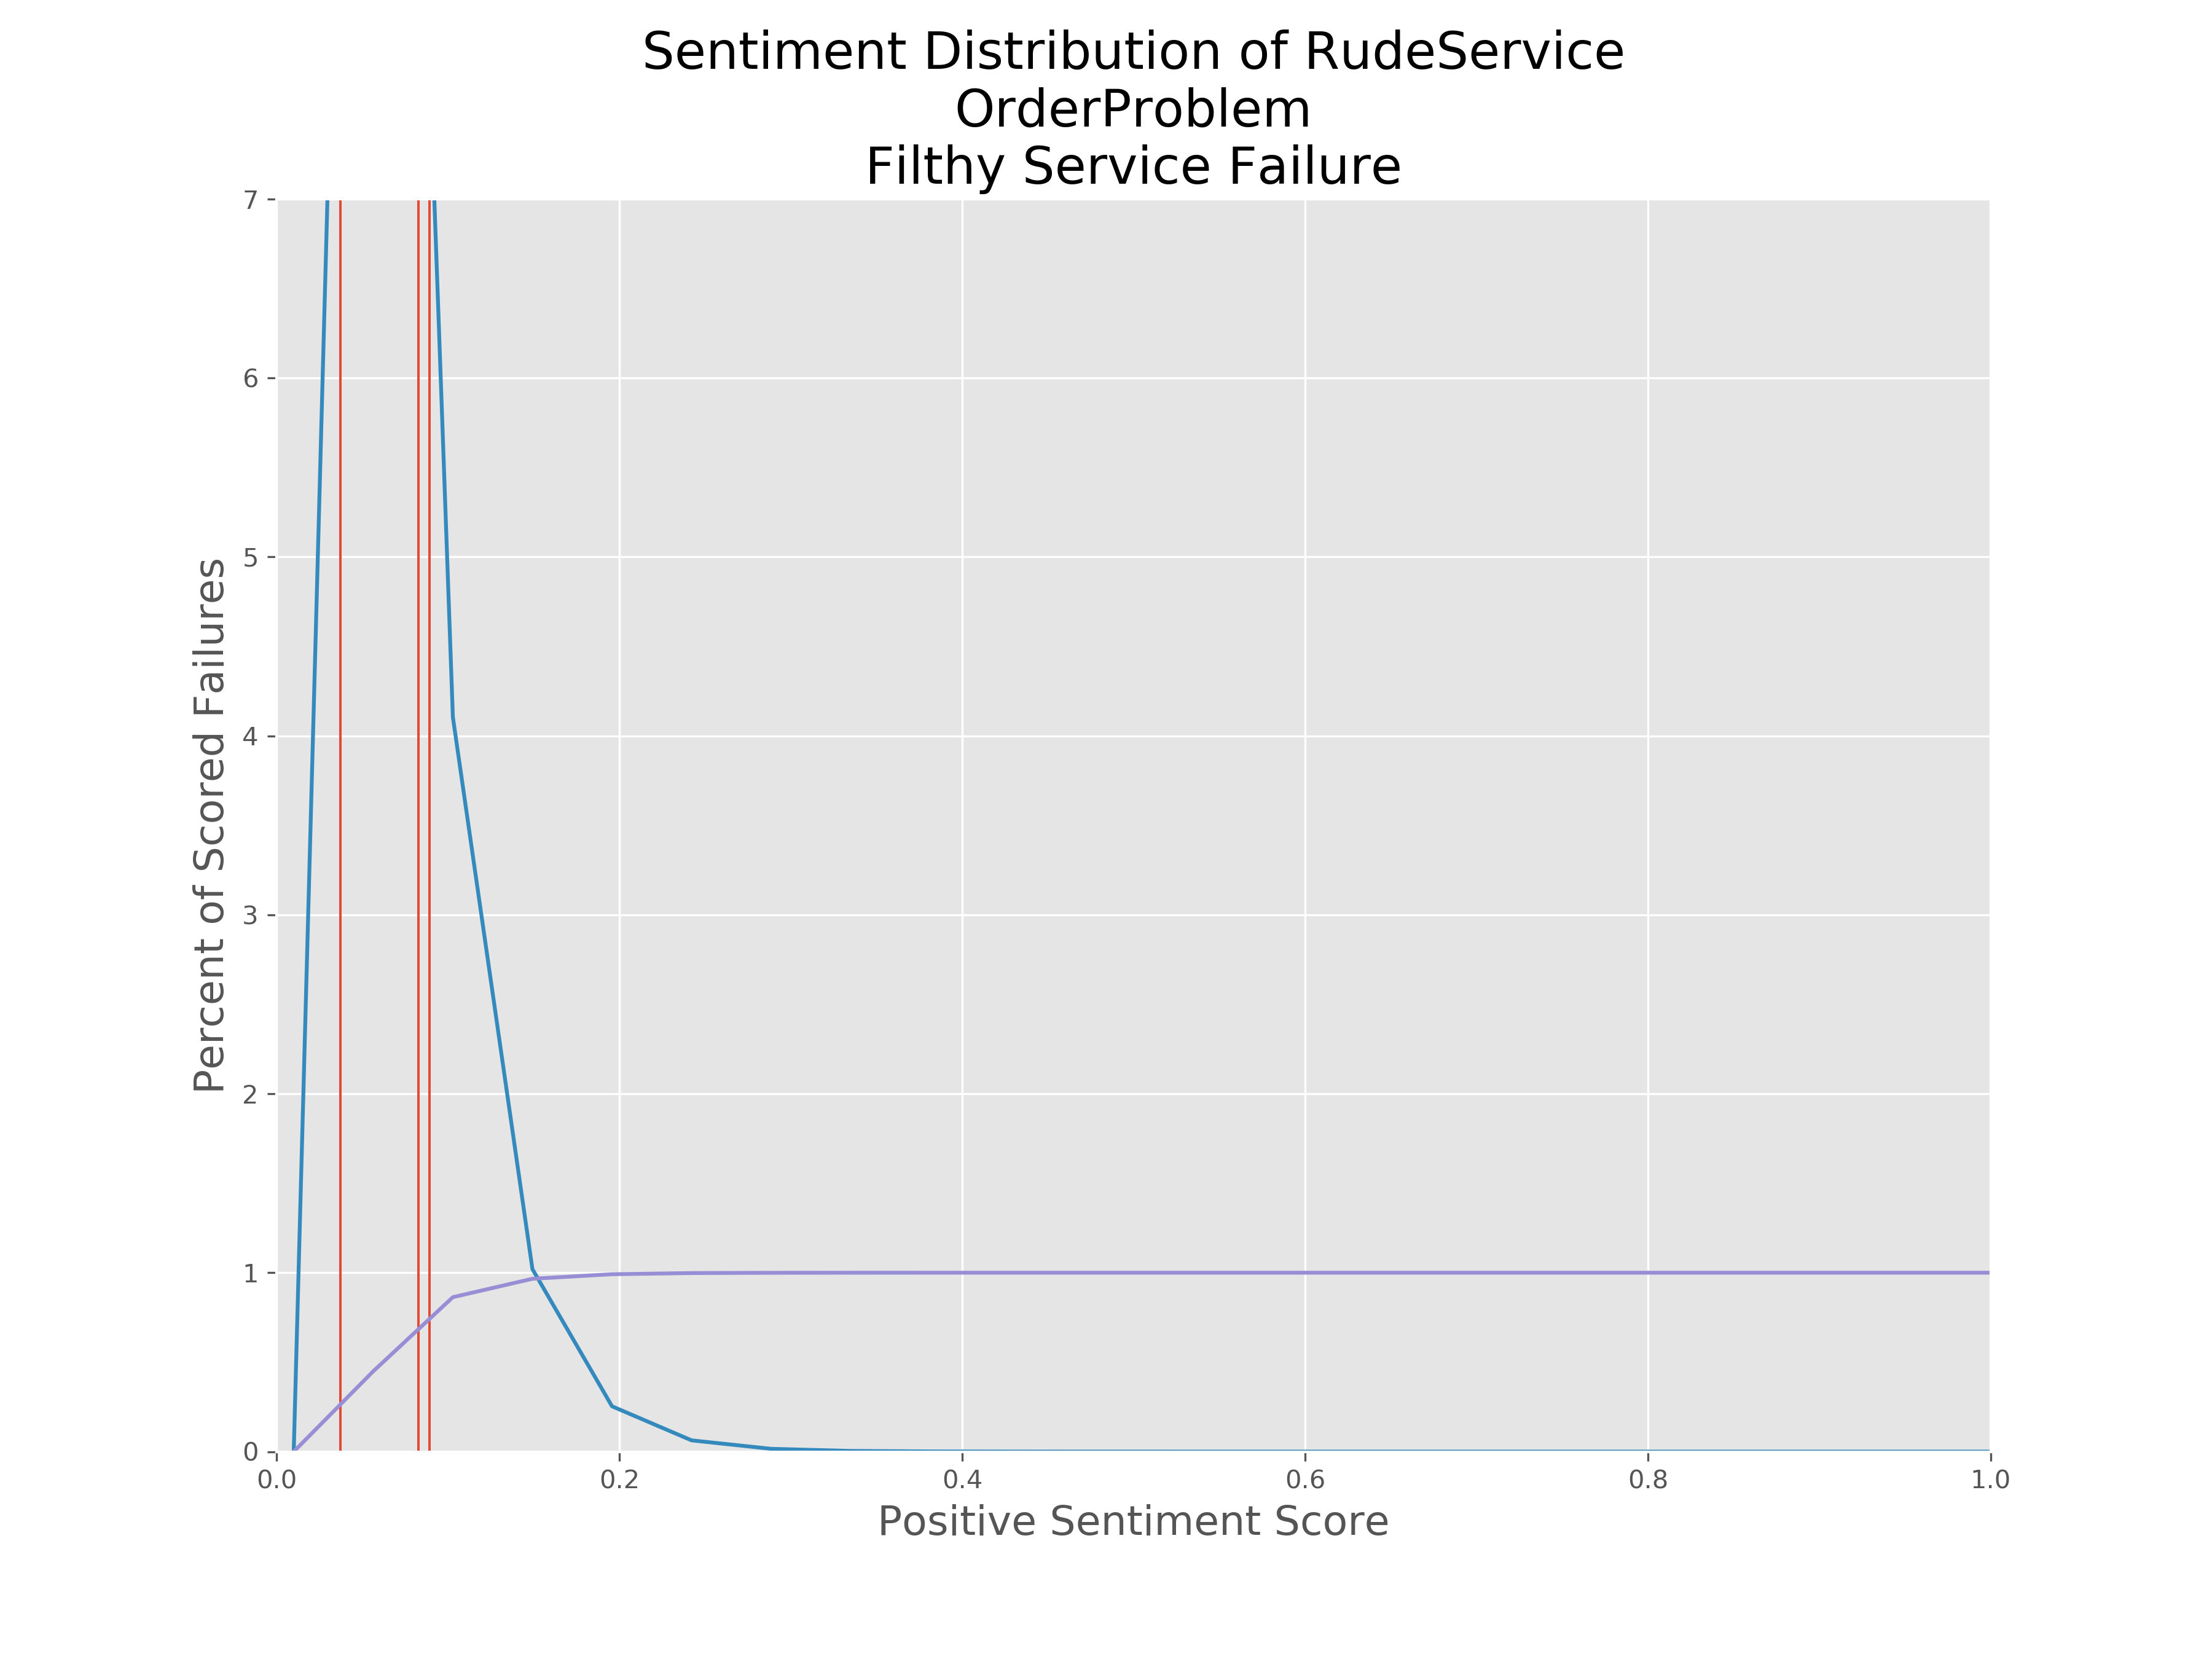 Sentiment Distribution of RudeService
OrderProblem
Filthy Service Failure
7
6
5
4
3
2
1
0
Percent of Scored Failures
0.0 0.2 0.4 0.6 0.8 1.0
Positive Sentiment Score